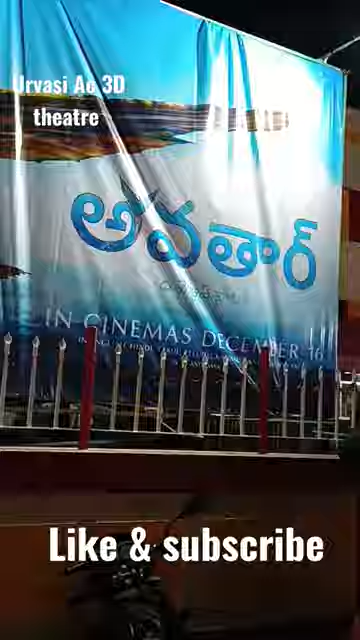 Urvasi Ac 3D
theatre
అవతార్
IN CINEMAS DECEMBER 16
Like & subscribe